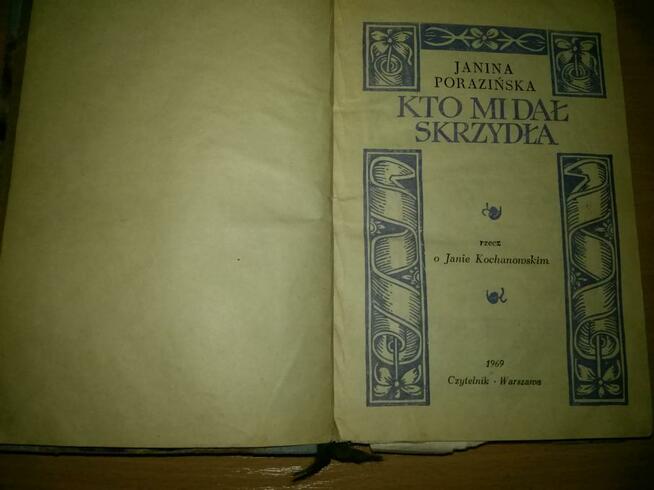 JANINA
PORAZIŃSKA
KTO MI DAŁ
SKRZYDŁA
rzecz
o Janie Kochanowskim
1969
Czytelnik · Warszawa